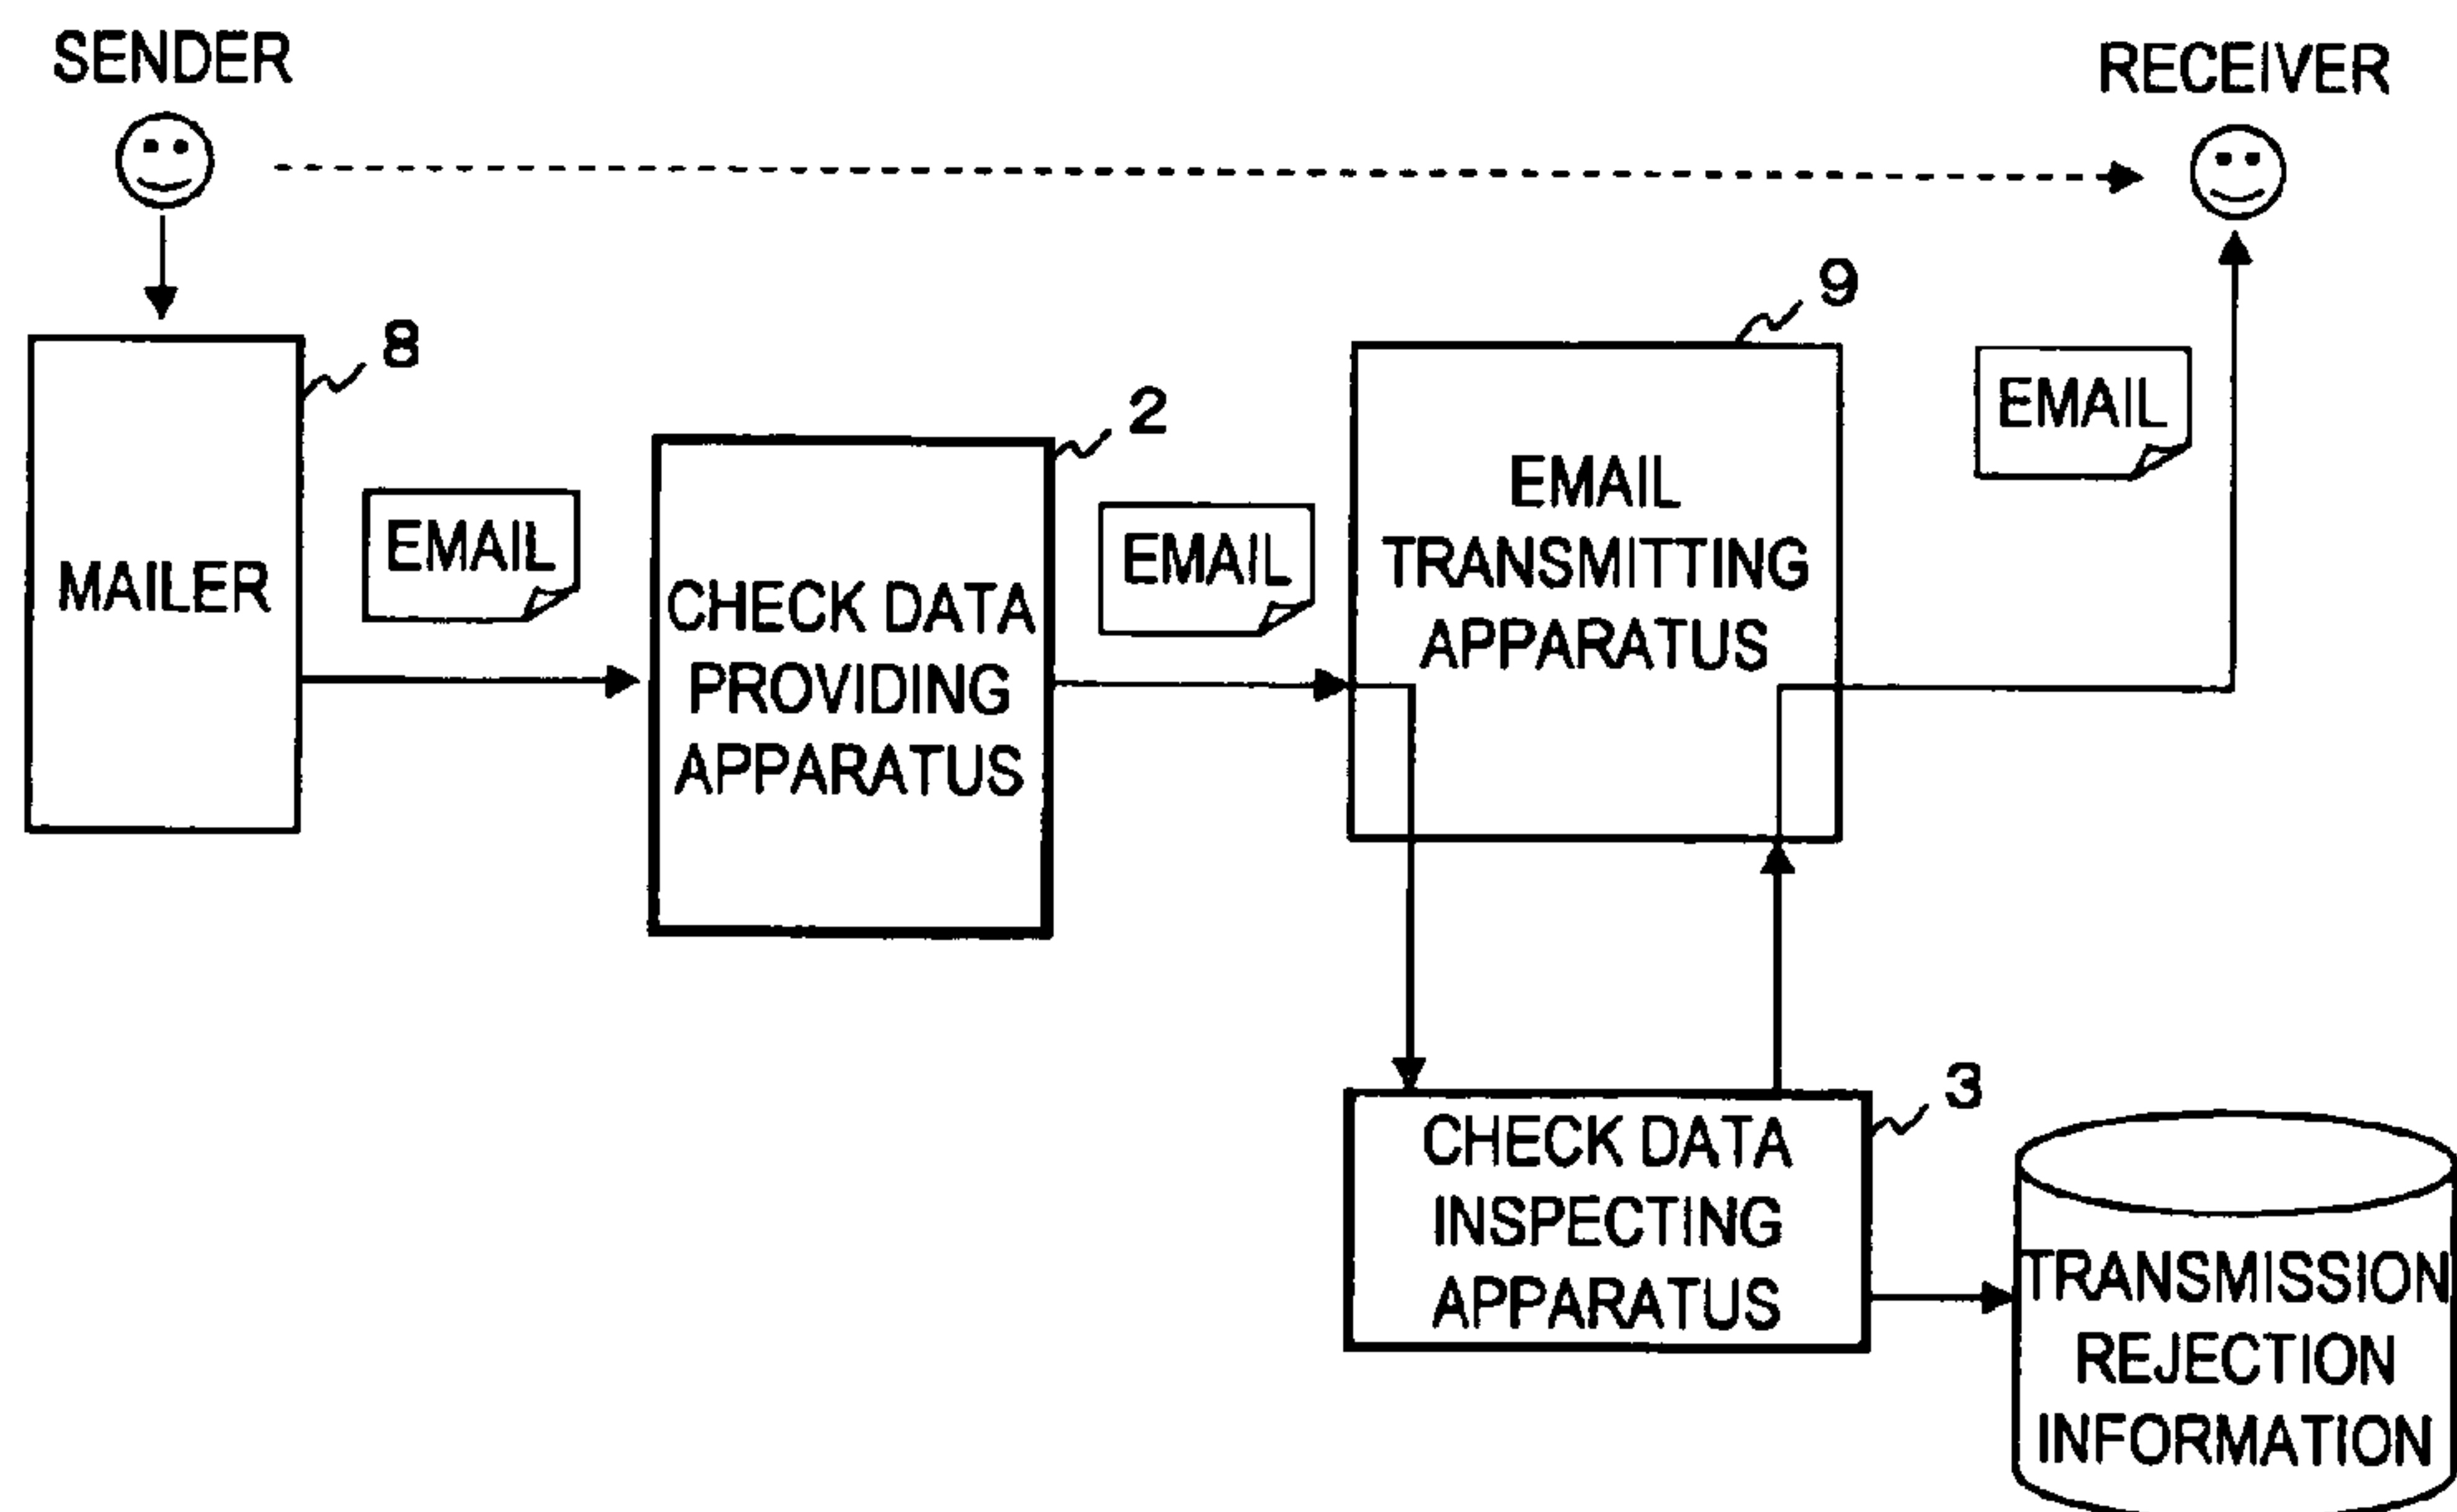 SENDER
RECEIVER
8
MAILER
EMAIL
2
CHECK DATA
PROVIDING
APPARATUS
EMAIL
9
EMAIL
TRANSMITTING
APPARATUS
EMAIL
3
CHECK DATA
INSPECTING
APPARATUS
TRANSMISSION
REJECTION
INFORMATION